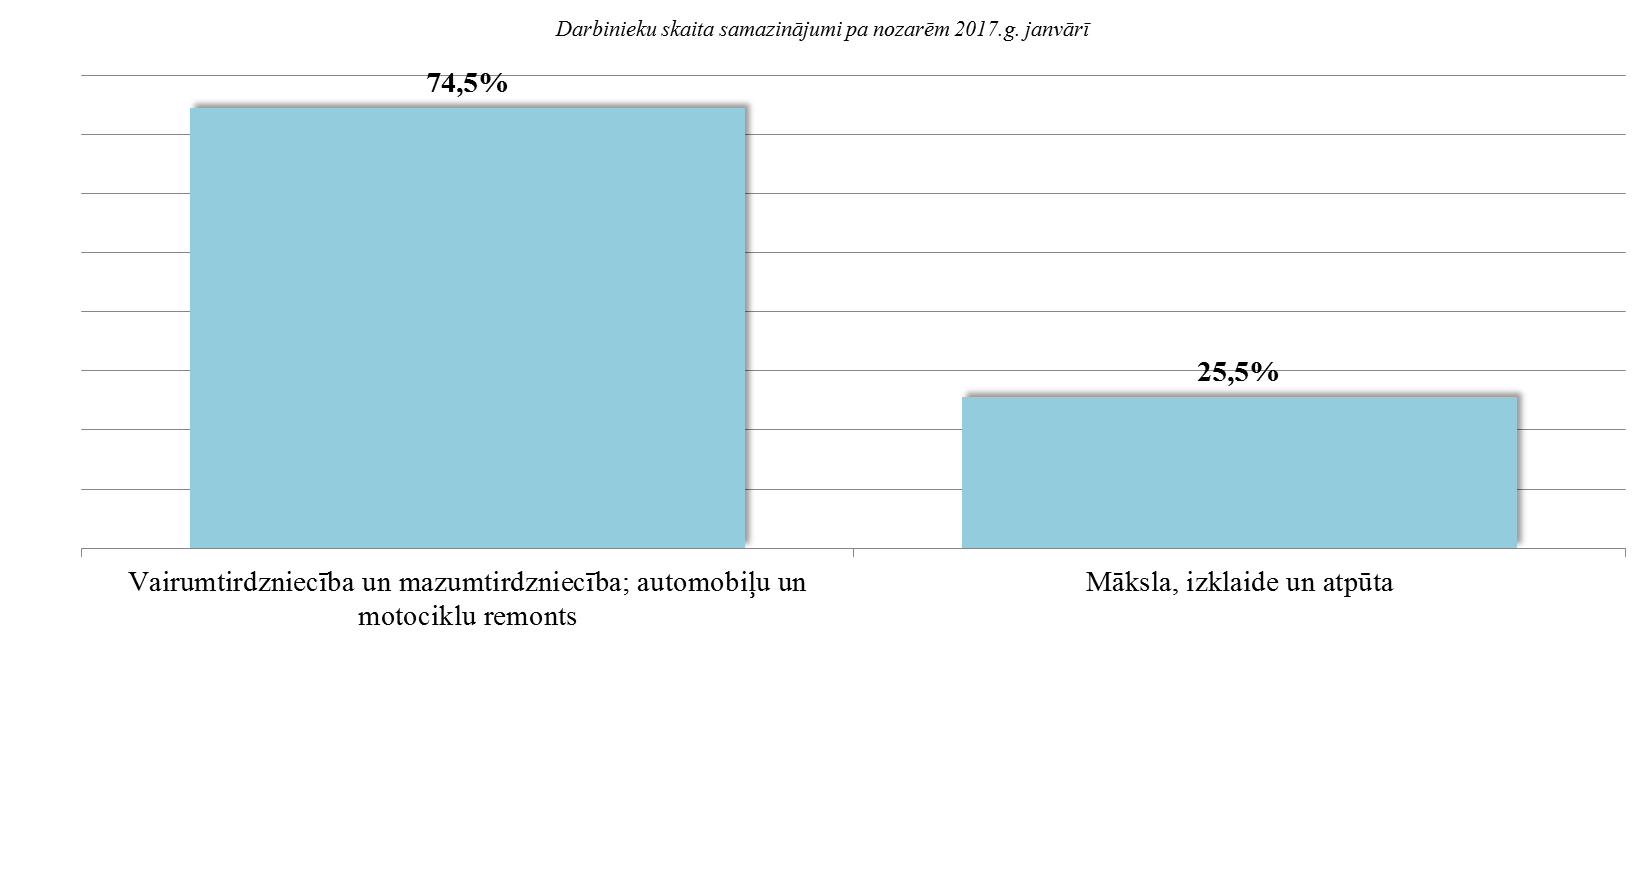 Darbinieku skaita samazinājumi pa nozarēm 2017.g. janvārī
74,5%
25,5%
Vairumtirdzniecība un mazumtirdzniecība; automobiļu un
motociklu remonts
Māksla, izklaide un atpūta